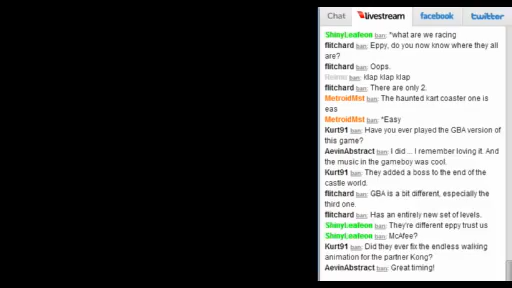 Chat livestream facebook twitter
ShinyLeafeon ban: *what are we racing
flitchard ban: Eppy, do you now know where they all
are?
flitchard ban: Oops.
ban: klap klap klap
flitchard ban: There are only 2.
MetroidMst ban: The haunted kart coaster one is
eas
MetroidMst ban: *Easy
Kurt91 ban: Have you ever played the GBA version of
this game?
AevinAbstract ban: I did... I remember loving it. And
the music in the gameboy was cool.
Kurt91 ban: They added a boss to the end of the
castle world.
flitchard ban: GBA is a bit different, especially the
third one.
flitchard ban: Has an entirely new set of levels.
ShinyLeafeon ban: They're different eppy trust us
ShinyLeafeon ban: McAfee?
Kurt91 ban: Did they ever fix the endless walking
animation for the partner Kong?
AevinAbstract ban: Great timing!